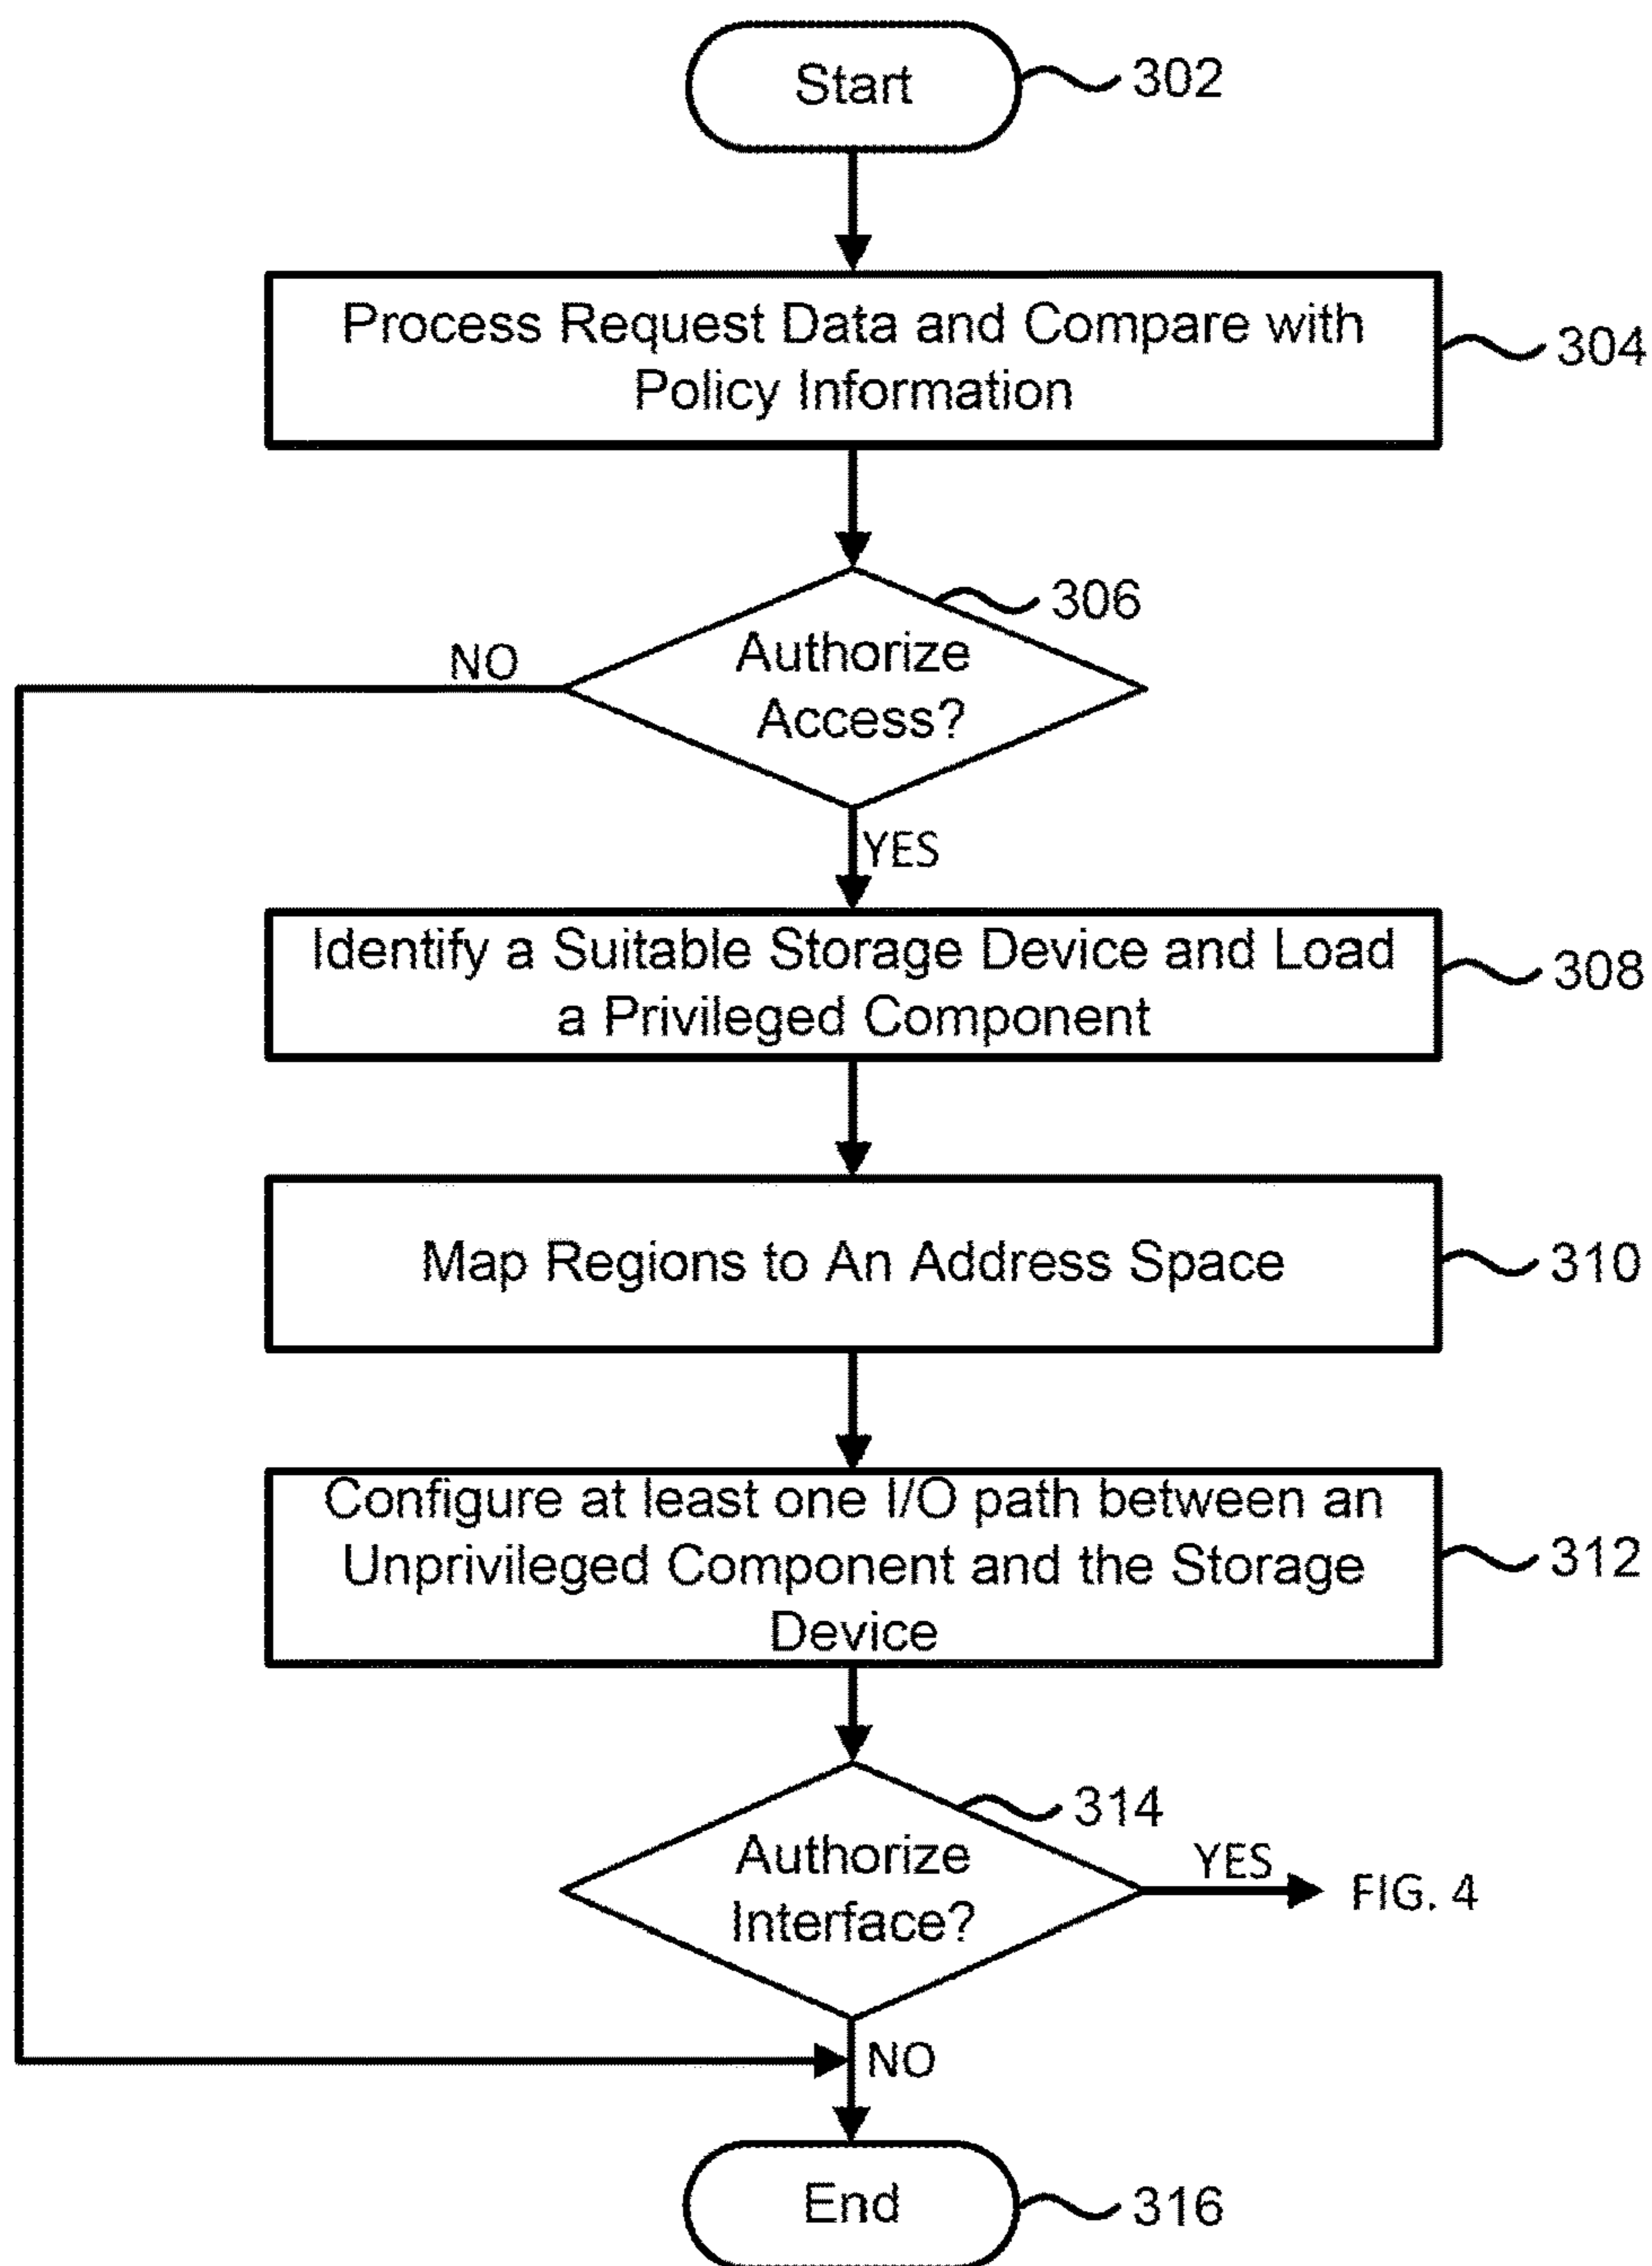 Start
302
Process Request Data and Compare with
Policy Information
304
306
Authorize
Access?
NO
YES
Identify a Suitable Storage Device and Load
a Privileged Component
308
Map Regions to An Address Space
310
Configure at least one I/O path between an
Unprivileged Component and the Storage
Device
312
314
Authorize
Interface?
YES
FIG. 4
NO
End
316